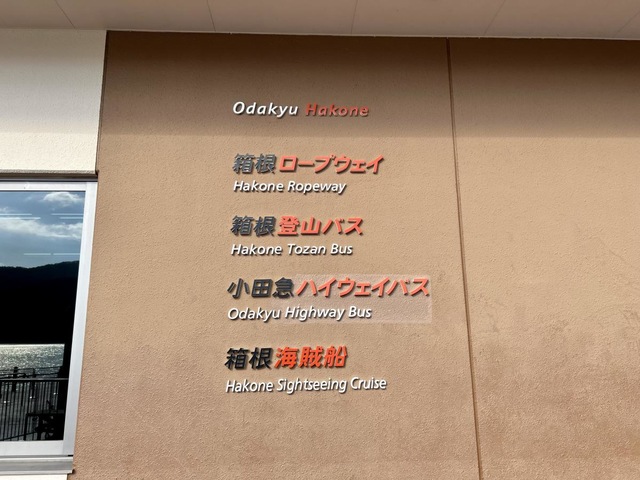 Odakyu Hakone
箱根ロープウェイ
Hakone Ropeway
箱根登山バス
Hakone Tozan Bus
小田急ハイウェイバス
Odakyu Highway Bus
箱根海賊船
Hakone Sightseeing Cruise